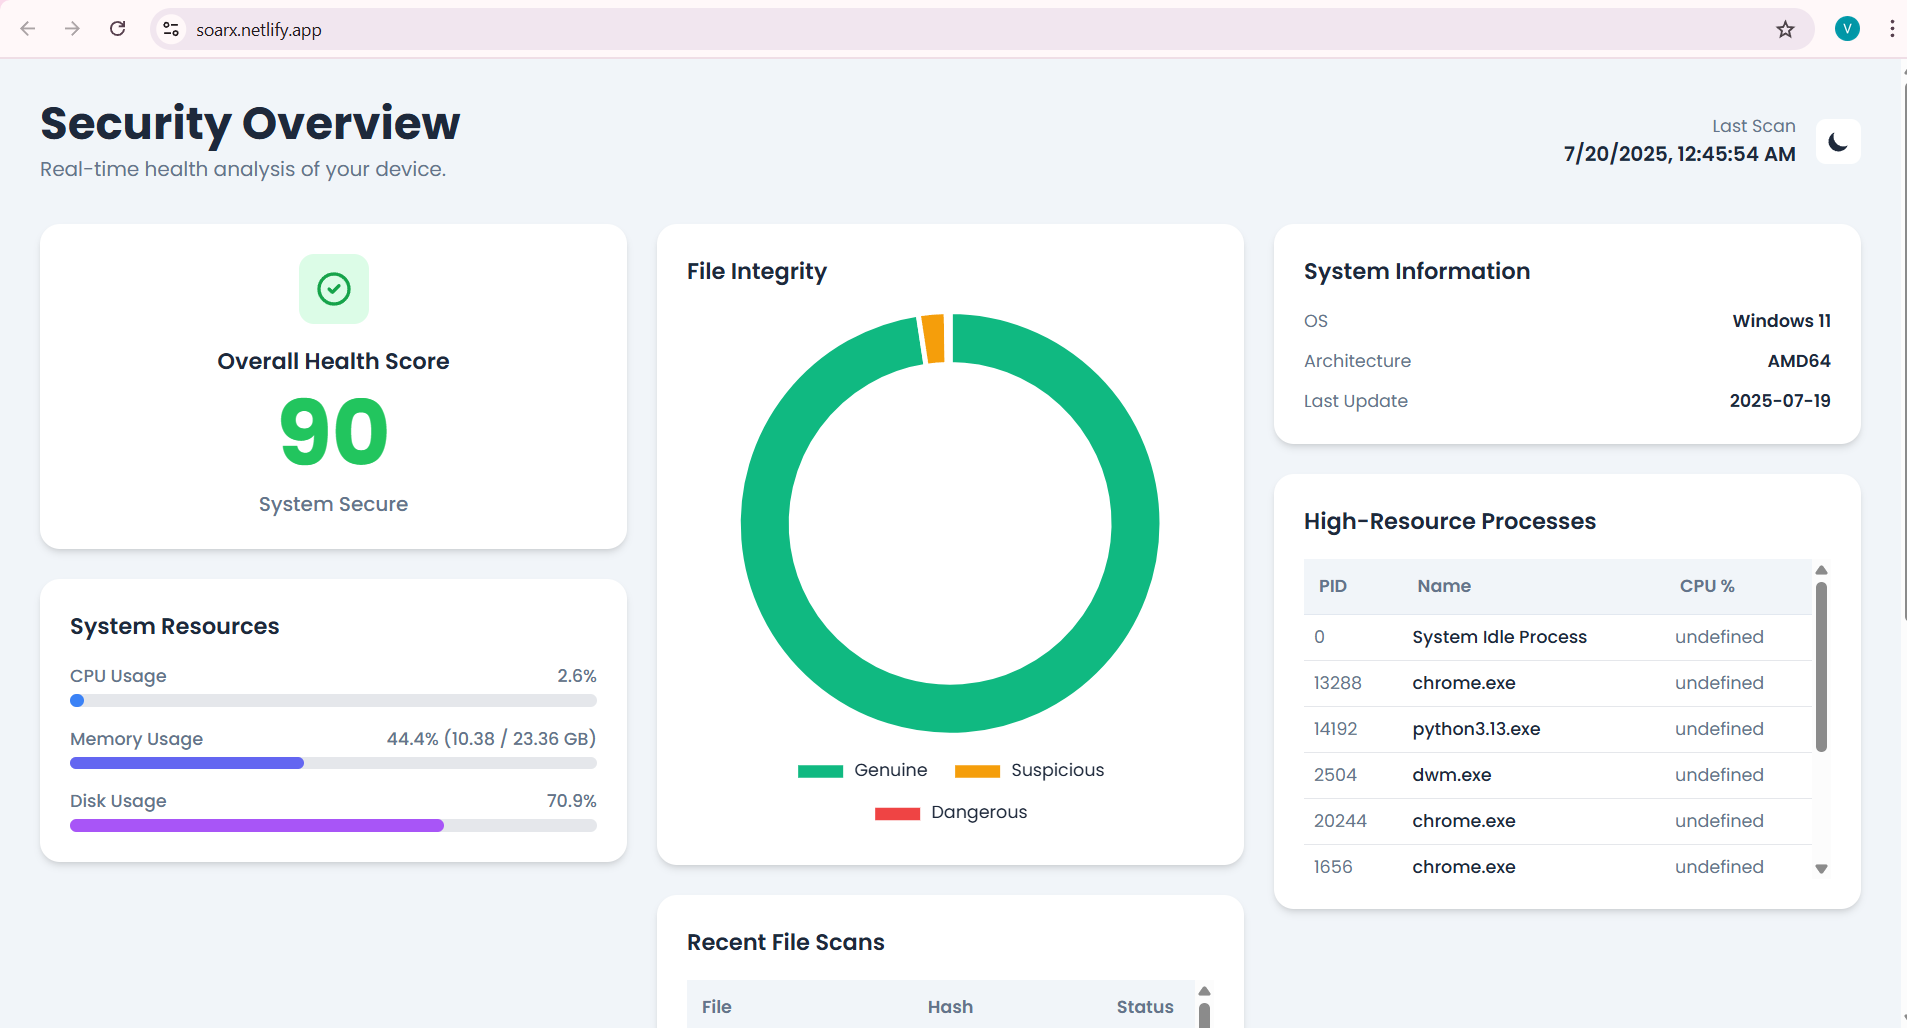 soarx.netlify.app
V
Security Overview
Real-time health analysis of your device.
Last Scan
7/20/2025, 12:45:54 AM
Overall Health Score
90
System Secure
System Resources
CPU Usage 2.6%
Memory Usage 44.4% (10.38 / 23.36 GB)
Disk Usage 70.9%
File Integrity
Genuine Suspicious
Dangerous
Recent File Scans
File Hash Status
System Information
OS Windows 11
Architecture AMD64
Last Update 2025-07-19
High-Resource Processes
PID Name CPU %
0 System Idle Process undefined
13288 chrome.exe undefined
14192 python3.13.exe undefined
2504 dwm.exe undefined
20244 chrome.exe undefined
1656 chrome.exe undefined